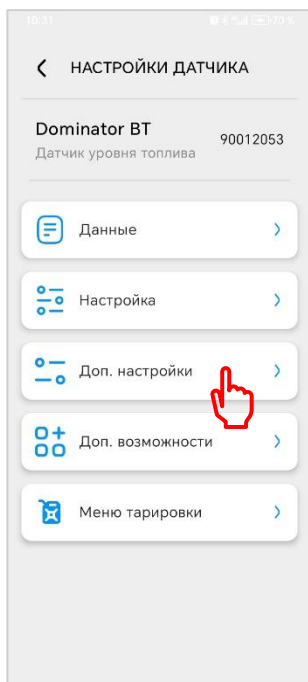 10:31
70 %
НАСТРОЙКИ ДАТЧИКА
Dominator BT
90012053
Датчик уровня топлива
Данные
Настройка
Доп. настройки
Доп. возможности
Меню тарировки